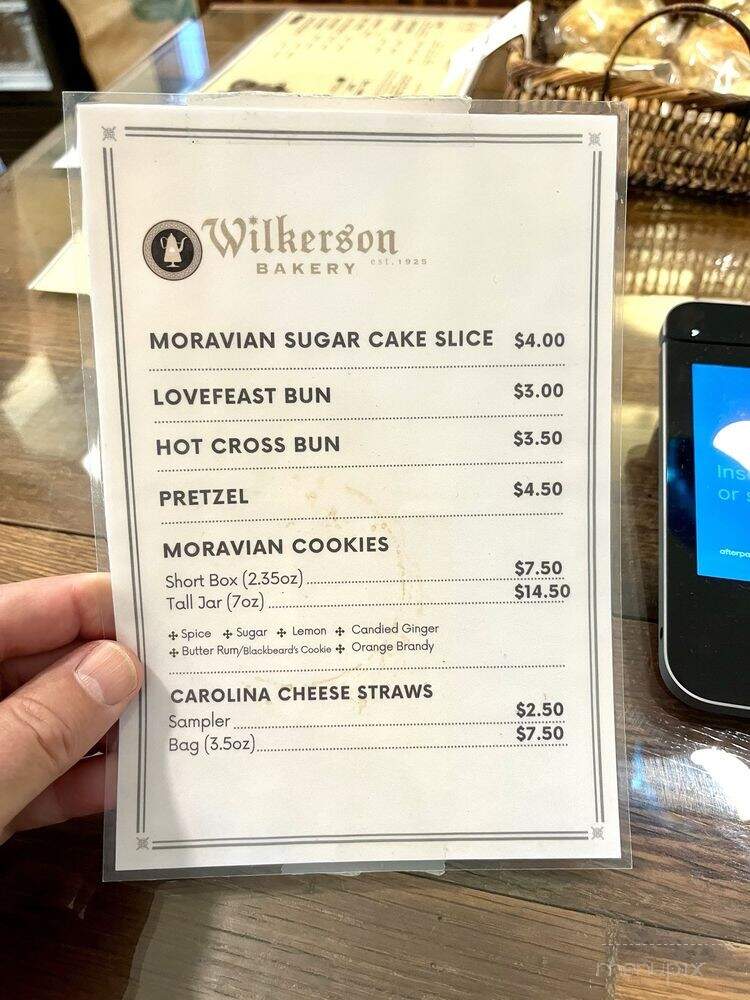 Wilkerson
BAKERY est. 1925
MORAVIAN SUGAR CAKE SLICE $4.00
LOVEFEAST BUN $3.00
HOT CROSS BUN $3.50
PRETZEL $4.50
MORAVIAN COOKIES
Short Box (2.35oz) $7.50
Tall Jar (7oz) $14.50
Spice Sugar Lemon Candied Ginger
Butter Rum/Blackbeard's Cookie Orange Brandy
CAROLINA CHEESE STRAWS
Sampler $2.50
Bag (3.5oz) $7.50
or
menupix